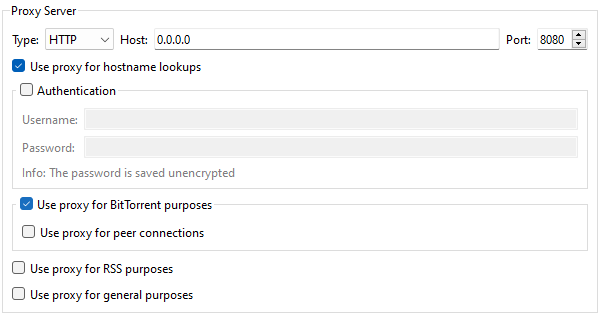 Proxy Server
Type: HTTP Host: 0.0.0.0 Port: 8080
Use proxy for hostname lookups
Authentication
Username:
Password:
Info: The password is saved unencrypted
Use proxy for BitTorrent purposes
Use proxy for peer connections
Use proxy for RSS purposes
Use proxy for general purposes